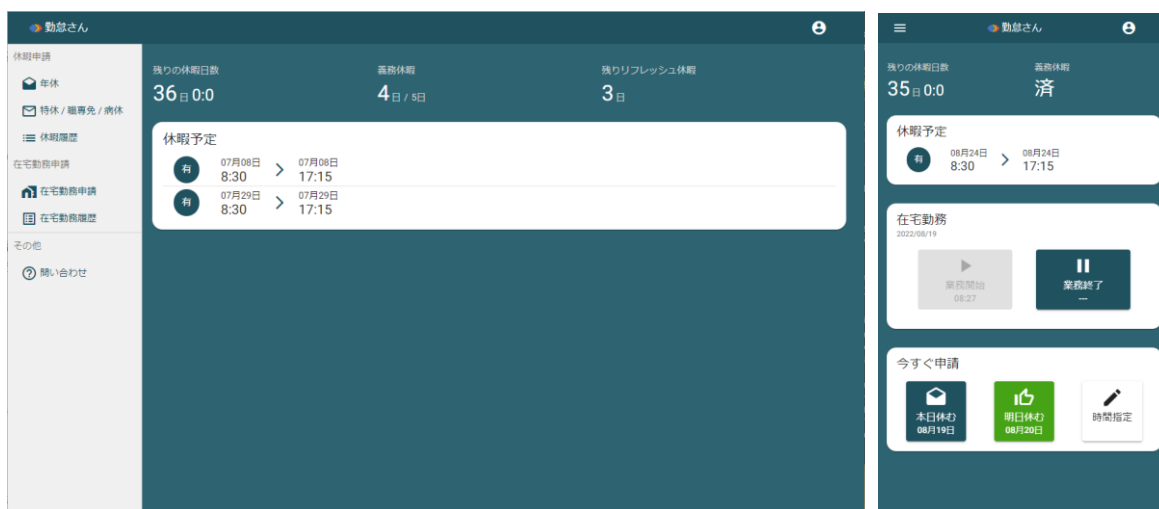 勤怠さん
休暇申請
年休
特休 / 職専免 / 病休
休暇履歴
在宅勤務申請
在宅勤務申請
在宅勤務履歴
その他
問い合わせ
残りの休暇日数
36日 0:0
義務休暇
4日 / 5日
残りリフレッシュ休暇
3日
休暇予定
有
07月08日
8:30
07月08日
17:15
有
07月29日
8:30
07月29日
17:15
勤怠さん
残りの休暇日数
35日 0:0
義務休暇
済
休暇予定
有
08月24日
8:30
08月24日
17:15
在宅勤務
2022/08/19
業務開始
08:27
業務終了
---
今すぐ申請
本日休む
08月19日
明日休む
08月20日
時間指定